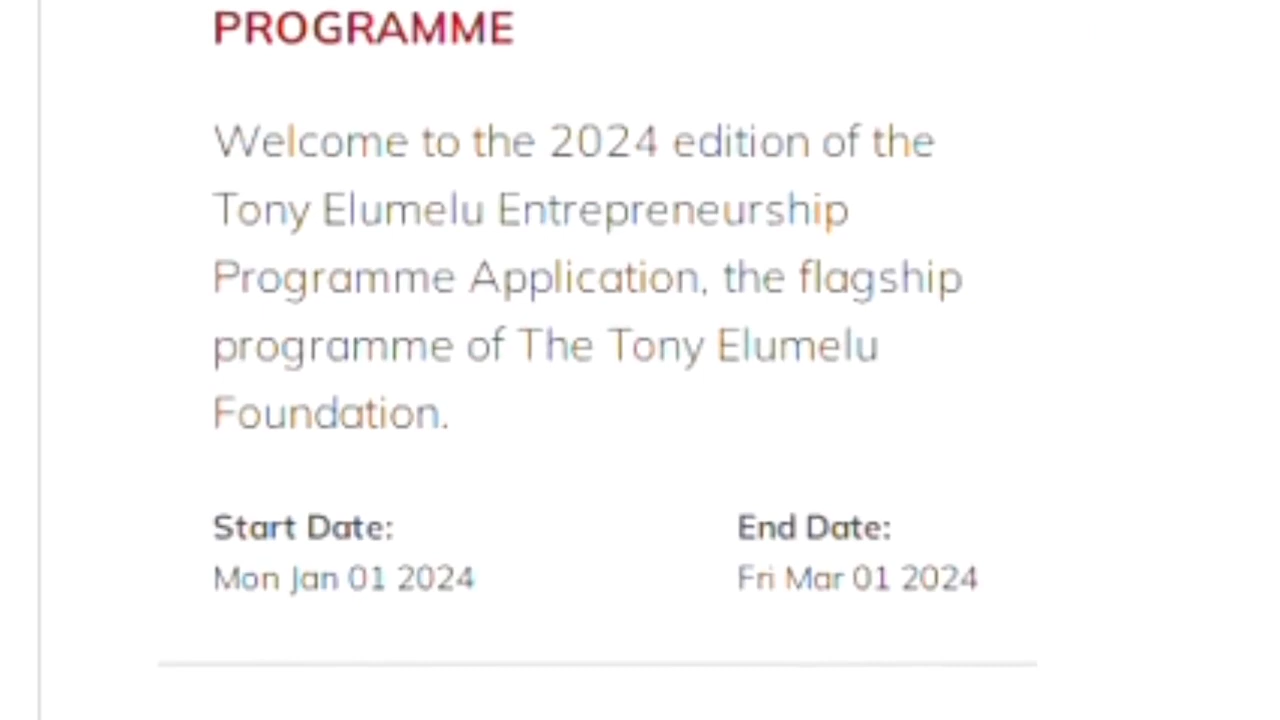 PROGRAMME
Welcome to the 2024 edition of the
Tony Elumelu Entrepreneurship
Programme Application, the flagship
programme of The Tony Elumelu
Foundation.
Start Date: End Date:
Mon Jan 01 2024 Fri Mar 01 2024